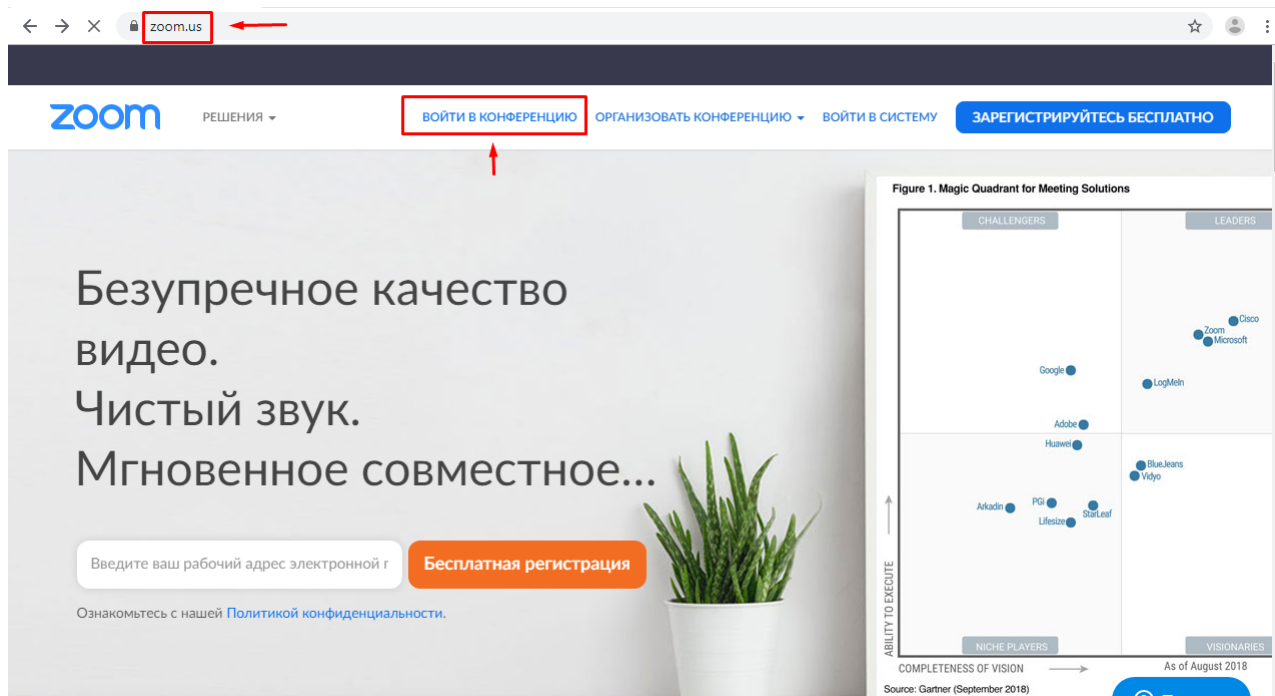 zoom.us
zoom
РЕШЕНИЯ
ВОЙТИ В КОНФЕРЕНЦИЮ
ОРГАНИЗОВАТЬ КОНФЕРЕНЦИЮ
ВОЙТИ В СИСТЕМУ
ЗАРЕГИСТРИРУЙТЕСЬ БЕСПЛАТНО
Безупречное качество
видео.
Чистый звук.
Мгновенное совместное...
Введите ваш рабочий адрес электронной
Бесплатная регистрация
Ознакомьтесь с нашей Политикой конфиденциальности.
Figure 1. Magic Quadrant for Meeting Solutions
CHALLENGERS
LEADERS
Cisco
Zoom
Microsoft
Google
LogMeIn
Adobe
Huawei
BlueJeans
Vidyo
Arkadin
PGi
StarLeaf
Lifesize
ABILITY TO EXECUTE
NICHE PLAYERS
VISIONARIES
COMPLETENESS OF VISION
As of August 2018
Source: Gartner (September 2018)